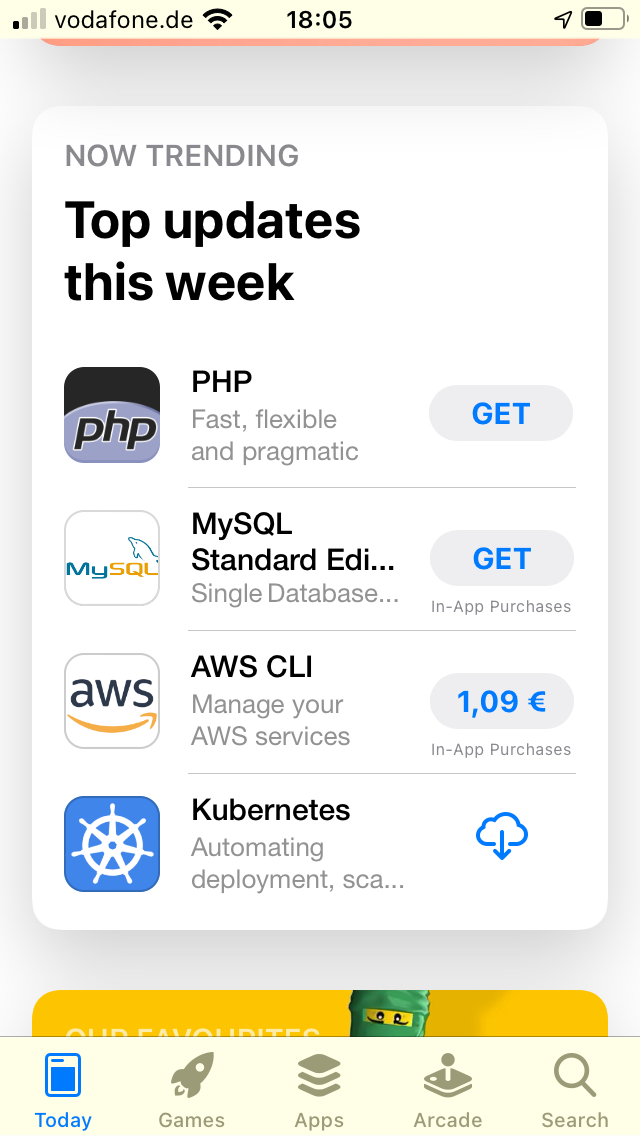 vodafone.de
18:05
NOW TRENDING
Top updates
this week
php
PHP
Fast, flexible
and pragmatic
GET
MySQL
MySQL
Standard Edi...
Single Database...
GET
In-App Purchases
aws
AWS CLI
Manage your
AWS services
1,09 €
In-App Purchases
Kubernetes
Automating
deployment, sca...
OUR FAVOURITES
Today
Games
Apps
Arcade
Search